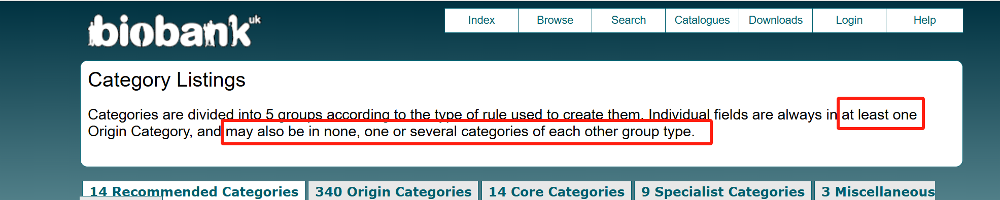 biobank uk
Index Browse Search Catalogues Downloads Login Help
Category Listings
Categories are divided into 5 groups according to the type of rule used to create them. Individual fields are always in at least one
Origin Category, and may also be in none, one or several categories of each other group type.
14 Recommended Categories 340 Origin Categories 14 Core Categories 9 Specialist Categories 3 Miscellaneous